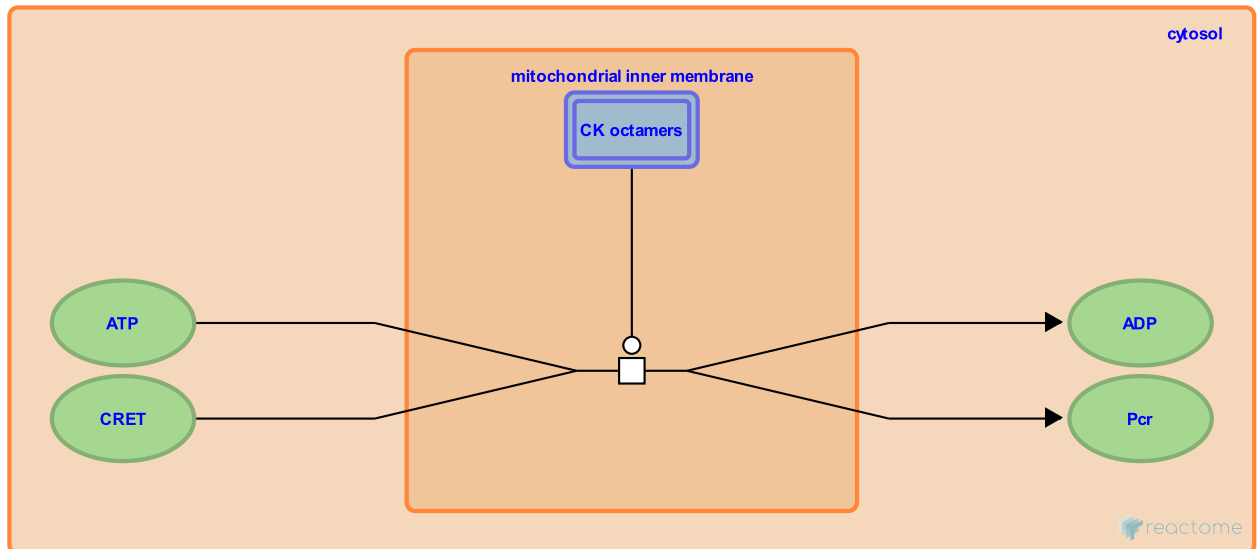 cytosol
mitochondrial inner membrane
CK octamers
ATP
ADP
CRET
Pcr
reactome